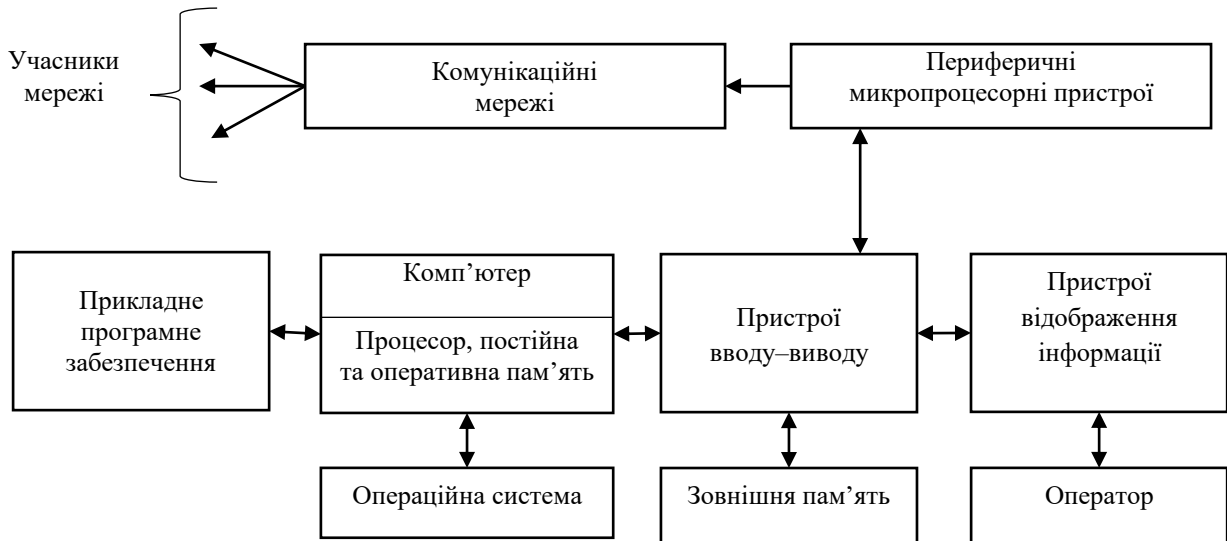 Учасники
мережі
Комунікаційні
мережі
Периферичні
микропроцесорні пристрої
Прикладне
програмне
забезпечення
Комп’ютер
Процесор, постійна
та оперативна пам’ять
Пристрої
вводу–виводу
Пристрої
відображення
інформації
Операційна система
Зовнішня пам’ять
Оператор